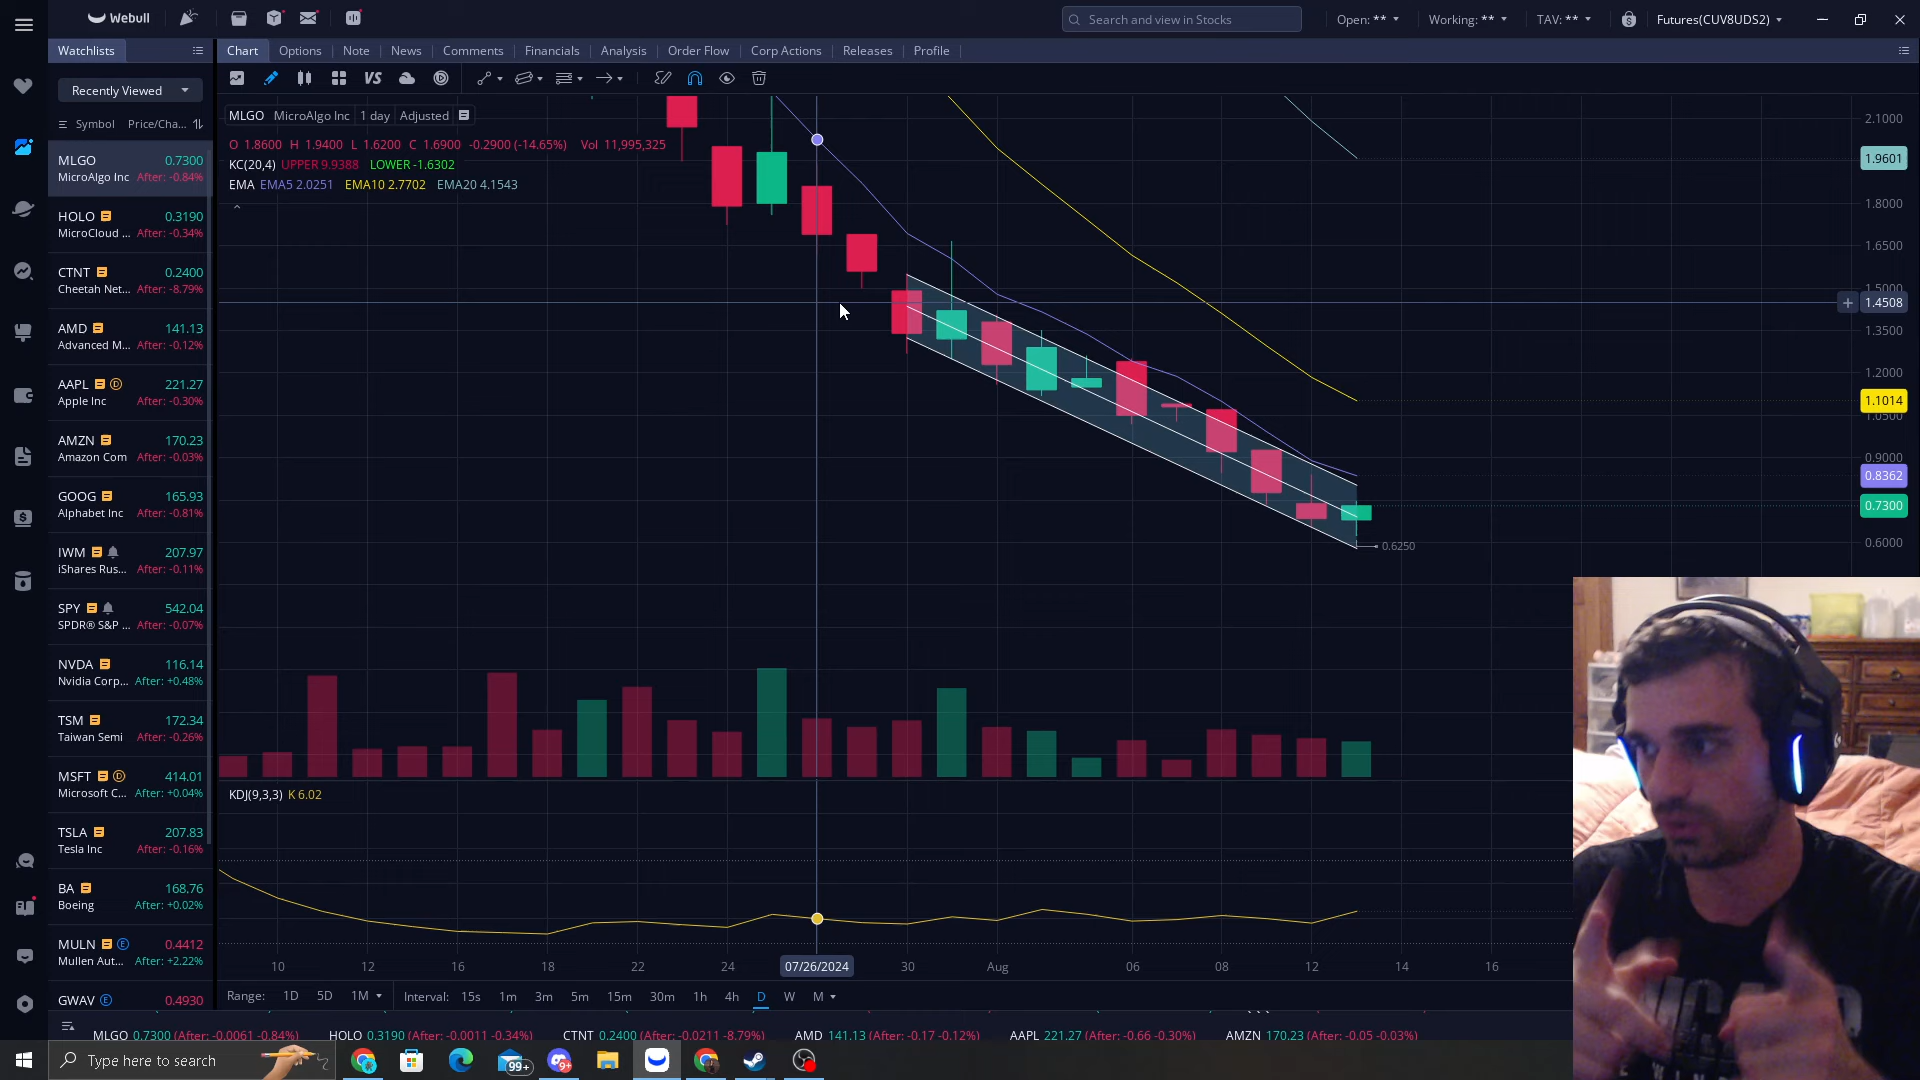 Webull
Search and view in Stocks
Open: **
Working: **
TAV: **
Futures(CUV8UDS2)
Watchlists
Chart
Options
Note
News
Comments
Financials
Analysis
Order Flow
Corp Actions
Releases
Profile
Recently Viewed
VS
Symbol Price/Cha...
MLGO MicroAlgo Inc 1 day Adjusted
O 1.8600 H 1.9400 L 1.6200 C 1.6900 -0.2900 (-14.65%) Vol 11,995,325
KC(20,4) UPPER 9.9388 LOWER -1.6302
EMA EMA5 2.0251 EMA10 2.7702 EMA20 4.1543
MLGO 0.7300
MicroAlgo Inc After: -0.84%
HOLO 0.3190
MicroCloud ... After: -0.34%
CTNT 0.2400
Cheetah Net... After: -8.79%
AMD 141.13
Advanced M... After: -0.12%
AAPL D 221.27
Apple Inc After: -0.30%
AMZN 170.23
Amazon Com After: -0.03%
GOOG 165.93
Alphabet Inc After: -0.81%
IWM 207.97
iShares Rus... After: -0.11%
SPY 542.04
SPDR® S&P ... After: -0.07%
NVDA 116.14
Nvidia Corp... After: +0.48%
TSM 172.34
Taiwan Semi After: -0.26%
MSFT D 414.01
Microsoft C... After: +0.04%
TSLA 207.83
Tesla Inc After: -0.16%
BA 168.76
Boeing After: +0.02%
MULN E 0.4412
Mullen Aut... After: +2.22%
GWAV E 0.4930
2.1000
1.9601
1.8000
1.6500
1.5000
1.4508
1.3500
1.2000
1.1014
1.0500
0.9000
0.8362
0.7300
0.6000
0.6250
KDJ(9,3,3) K 6.02
10 12 16 18 24 07/26/2024 30 Aug 06 08 12 14 16
Range: 1D 5D 1M
Interval: 15s 1m 3m 5m 15m 30m 1h 4h D W M
MLGO 0.7300 (After: -0.0061 -0.84%) HOLO 0.3190 (After: -0.0011 -0.34%) CTNT 0.2400 (After: -0.0211 -8.79%) AMD 141.13 (After: -0.17 -0.12%) AAPL 221.27 (After: -0.66 -0.30%) AMZN 170.23 (After: -0.05 -0.03%)
Type here to search
99+
9+